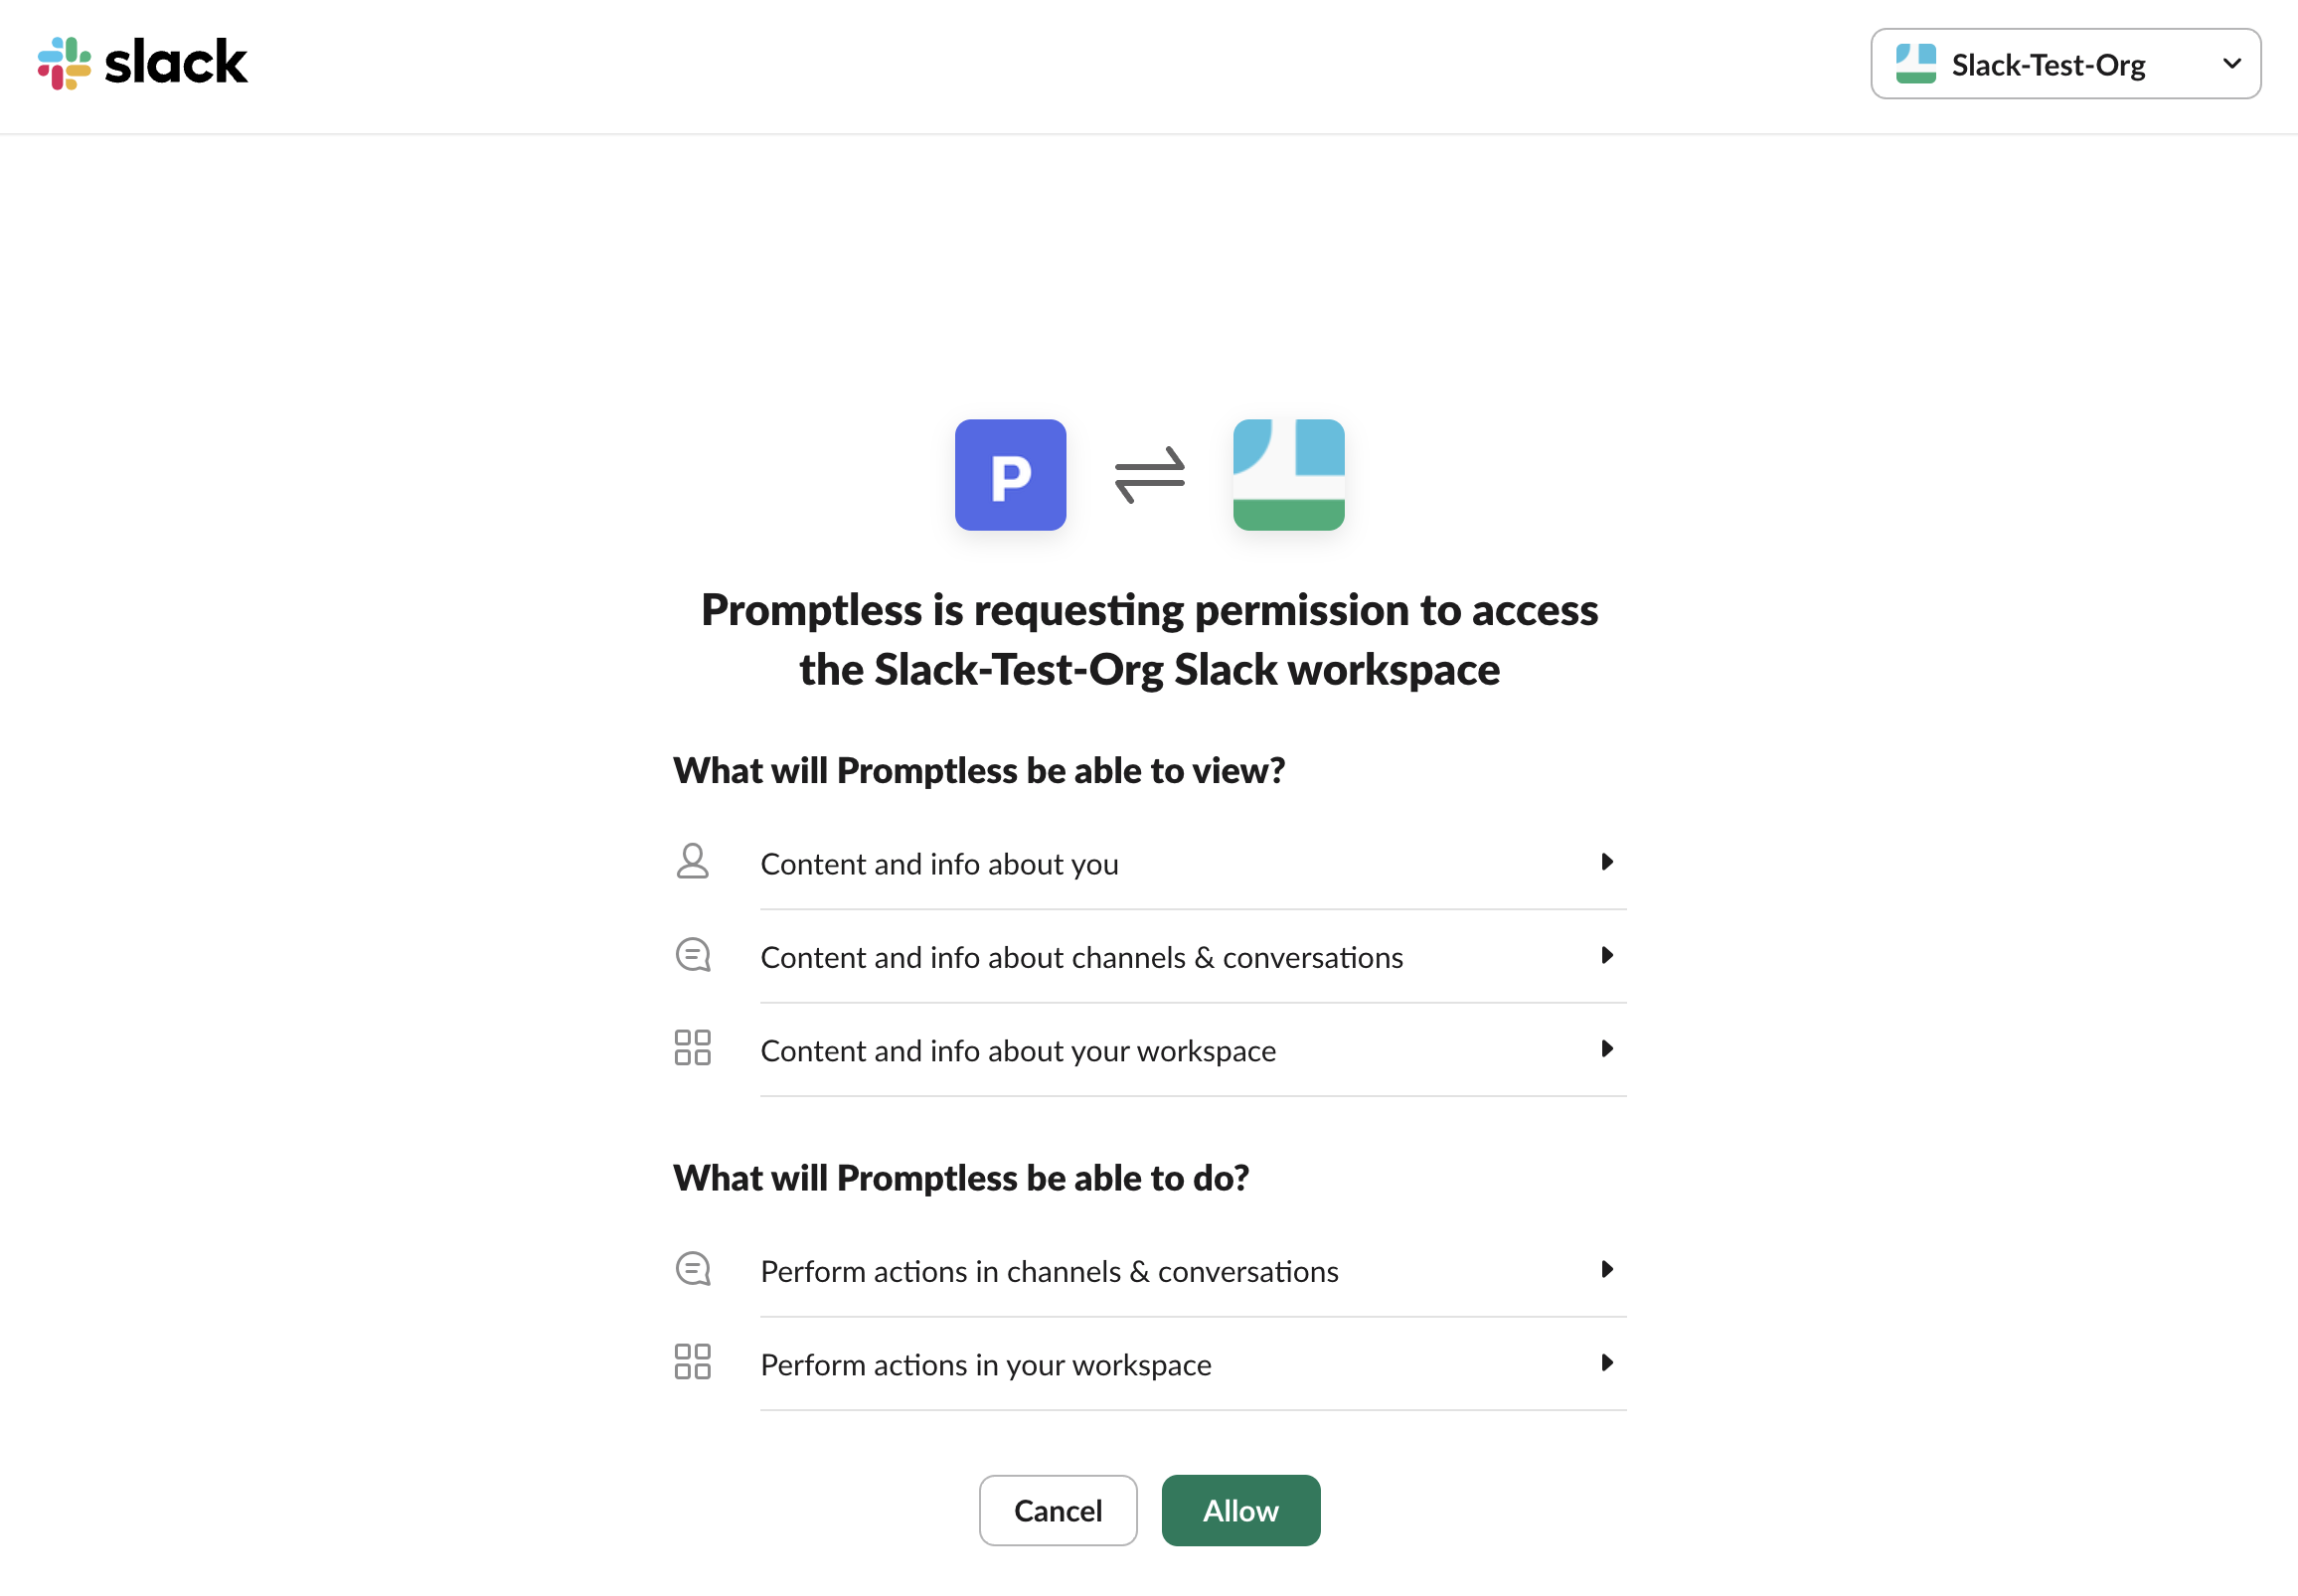 slack
Slack-Test-Org
P
Promptless is requesting permission to access
the Slack-Test-Org Slack workspace
What will Promptless be able to view?
Content and info about you
Content and info about channels & conversations
Content and info about your workspace
What will Promptless be able to do?
Perform actions in channels & conversations
Perform actions in your workspace
Cancel
Allow